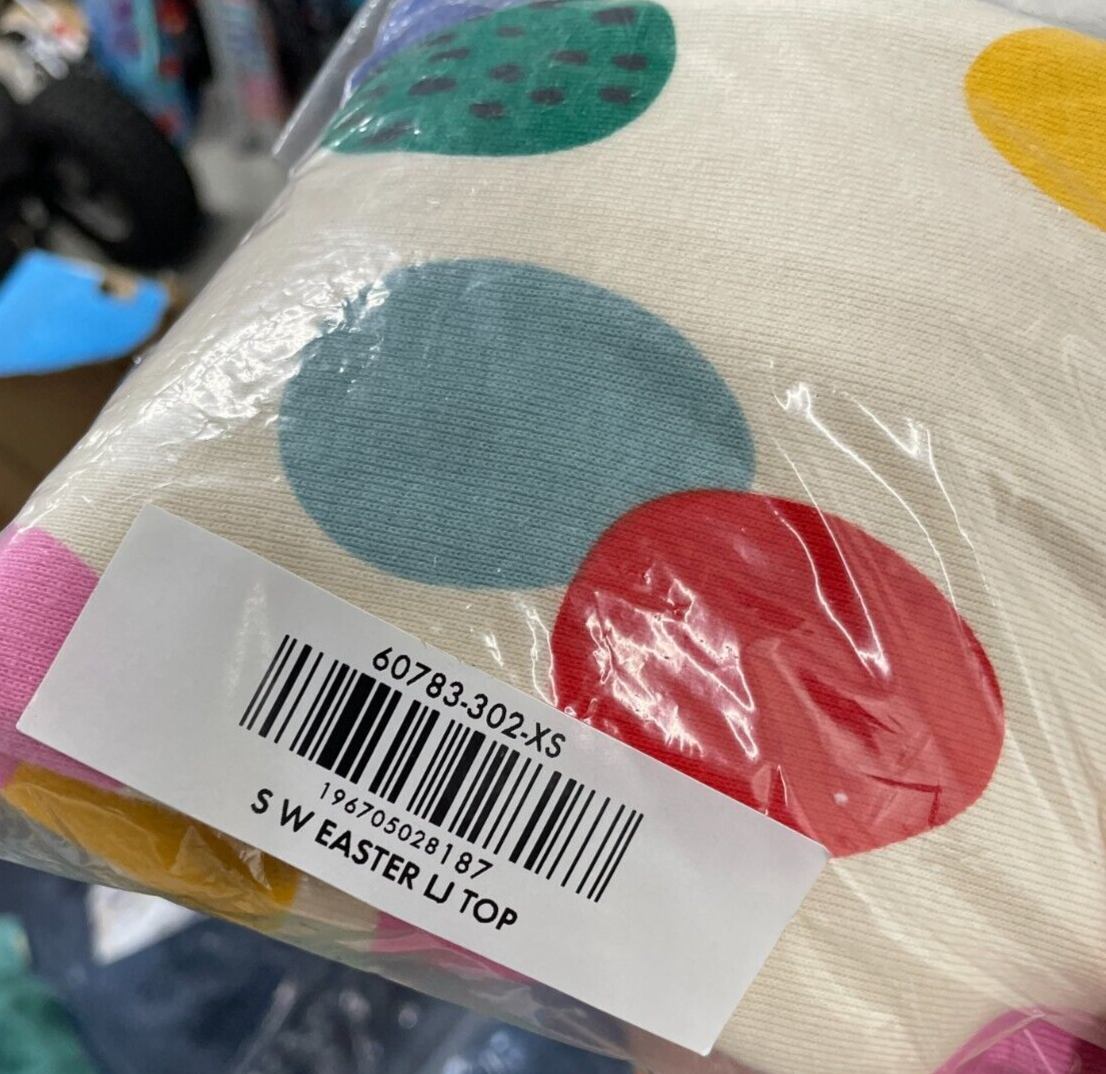 60783-302-XS
196705028187
S W EASTER LJ TOP